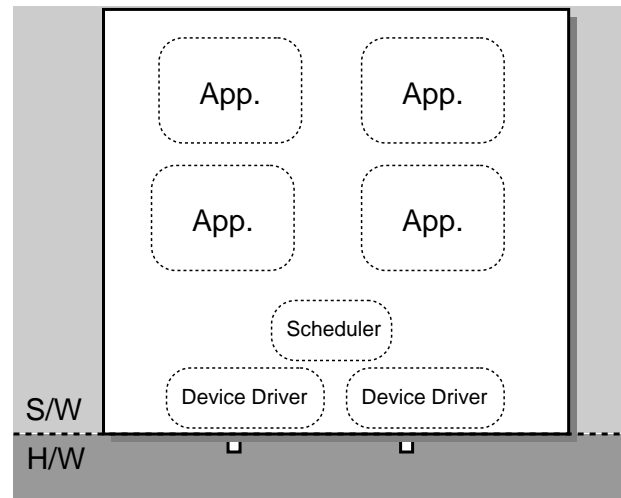 App.
App.
App.
App.
Scheduler
Device Driver
Device Driver
S/W
H/W